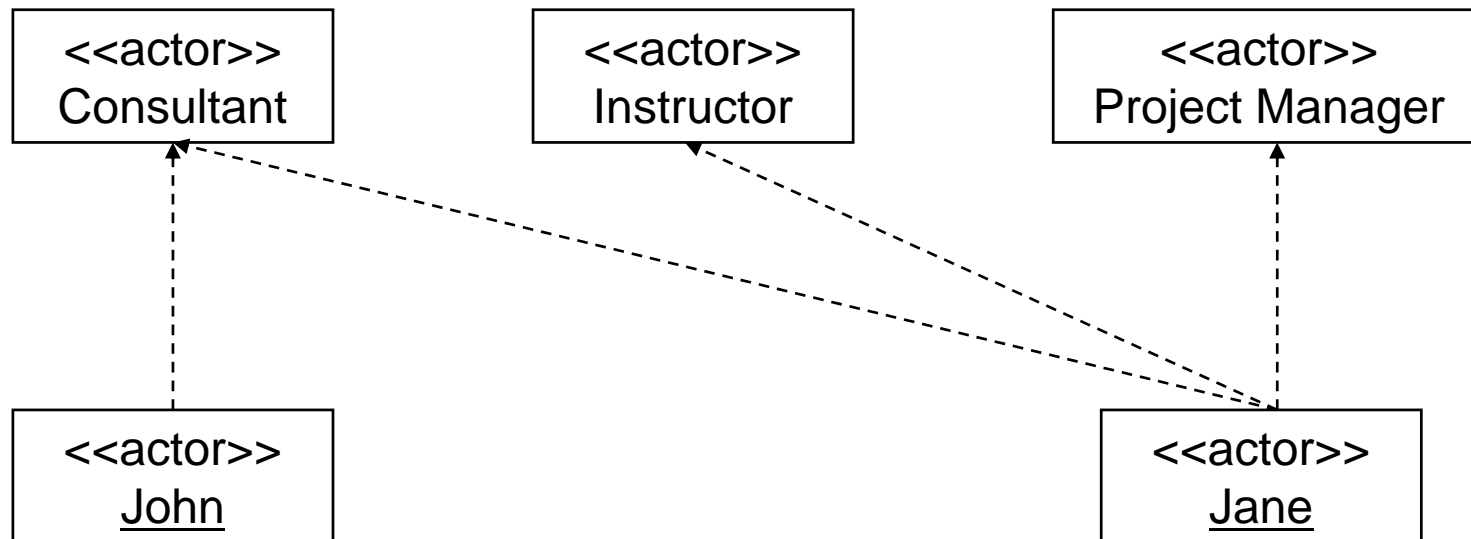 <<actor>>
Consultant
<<actor>>
Instructor
<<actor>>
Project Manager
<<actor>>
John
<<actor>>
Jane